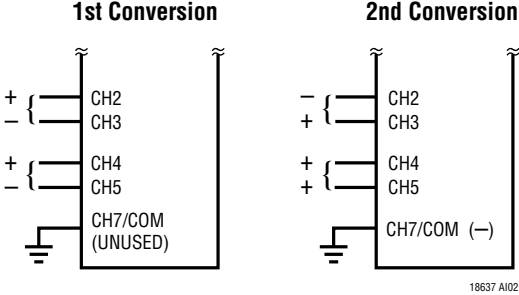 1st Conversion
+ { CH2
− CH3
+ { CH4
− CH5
CH7/COM
(UNUSED)
2nd Conversion
− { CH2
+ CH3
+ { CH4
+ CH5
CH7/COM (−)
18637 AI02